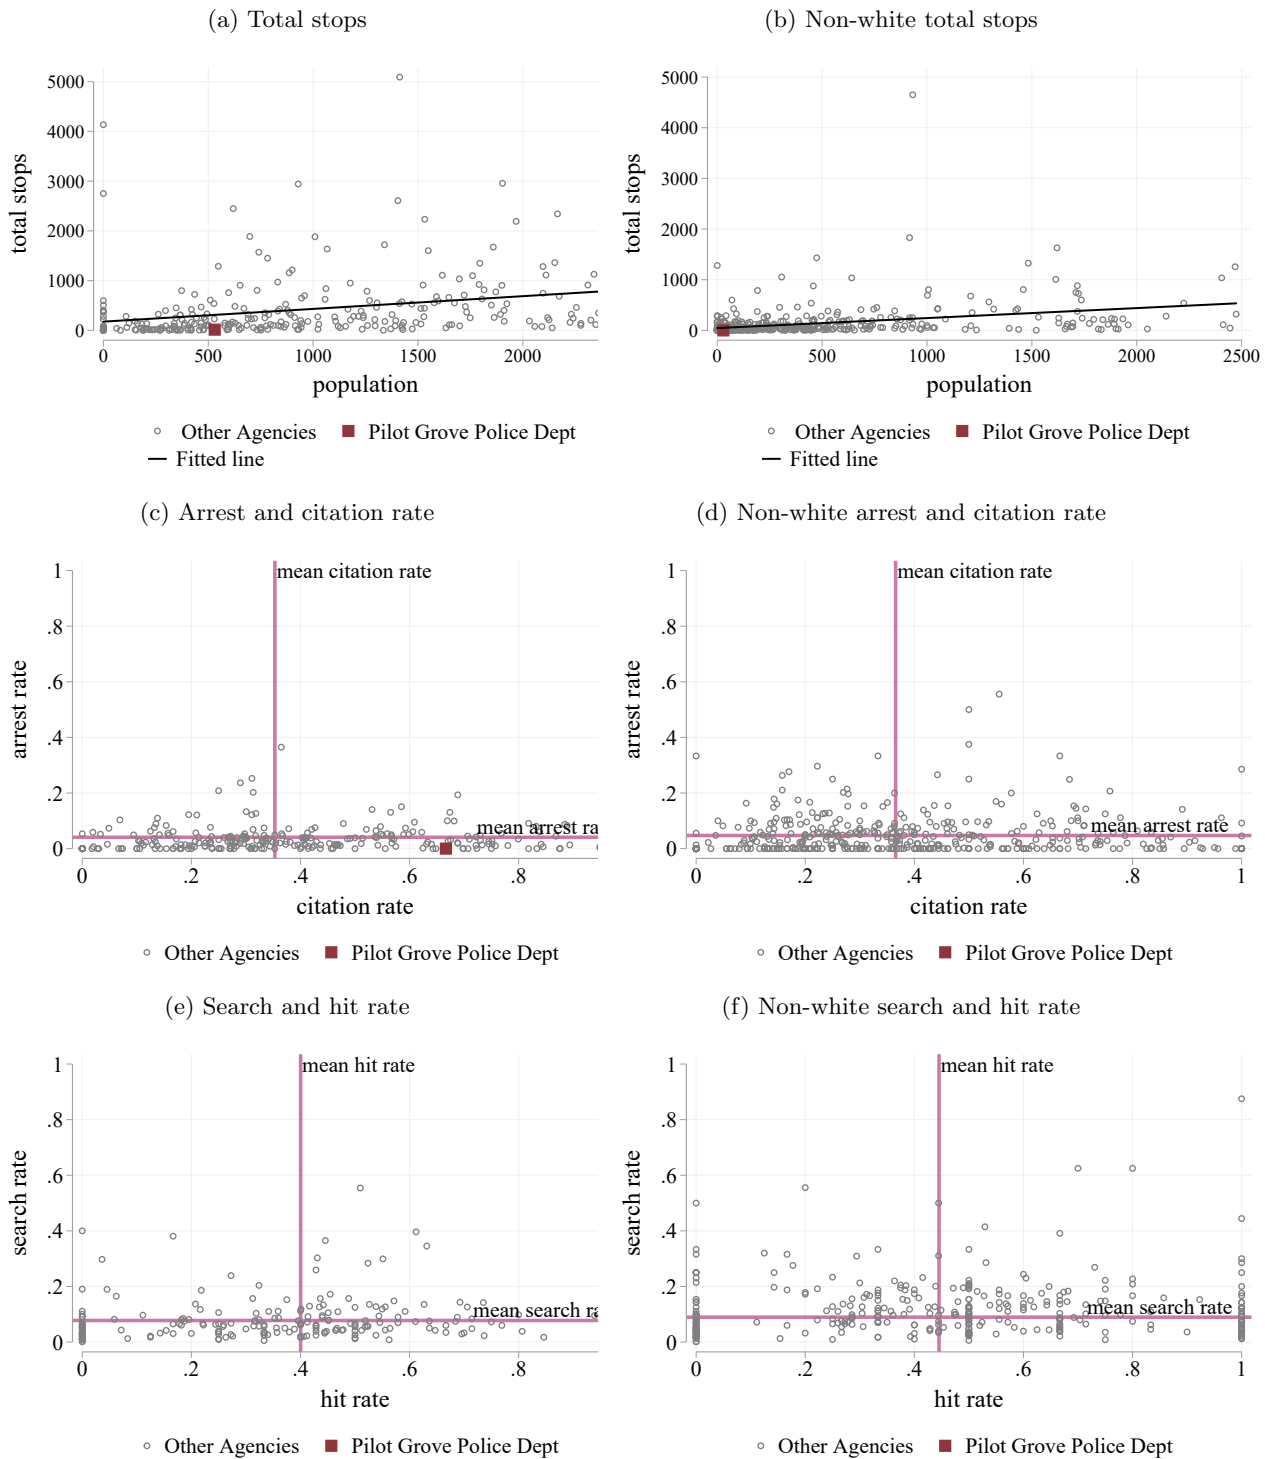 (a) Total stops
(b) Non-white total stops
total stops
5000
4000
3000
2000
1000
0
0
500
1000
1500
2000
population
Other Agencies
Pilot Grove Police Dept
Fitted line
total stops
5000
4000
3000
2000
1000
0
0
500
1000
1500
2000
2500
population
Other Agencies
Pilot Grove Police Dept
Fitted line
(c) Arrest and citation rate
(d) Non-white arrest and citation rate
arrest rate
1
.8
.6
.4
.2
0
mean citation rate
mean arrest ra
0
.2
.4
.6
.8
citation rate
Other Agencies
Pilot Grove Police Dept
arrest rate
1
.8
.6
.4
.2
0
mean citation rate
mean arrest rate
0
.2
.4
.6
.8
1
citation rate
Other Agencies
Pilot Grove Police Dept
(e) Search and hit rate
(f) Non-white search and hit rate
search rate
1
.8
.6
.4
.2
0
mean hit rate
mean search ra
0
.2
.4
.6
.8
hit rate
Other Agencies
Pilot Grove Police Dept
search rate
1
.8
.6
.4
.2
0
mean hit rate
mean search rate
0
.2
.4
.6
.8
1
hit rate
Other Agencies
Pilot Grove Police Dept